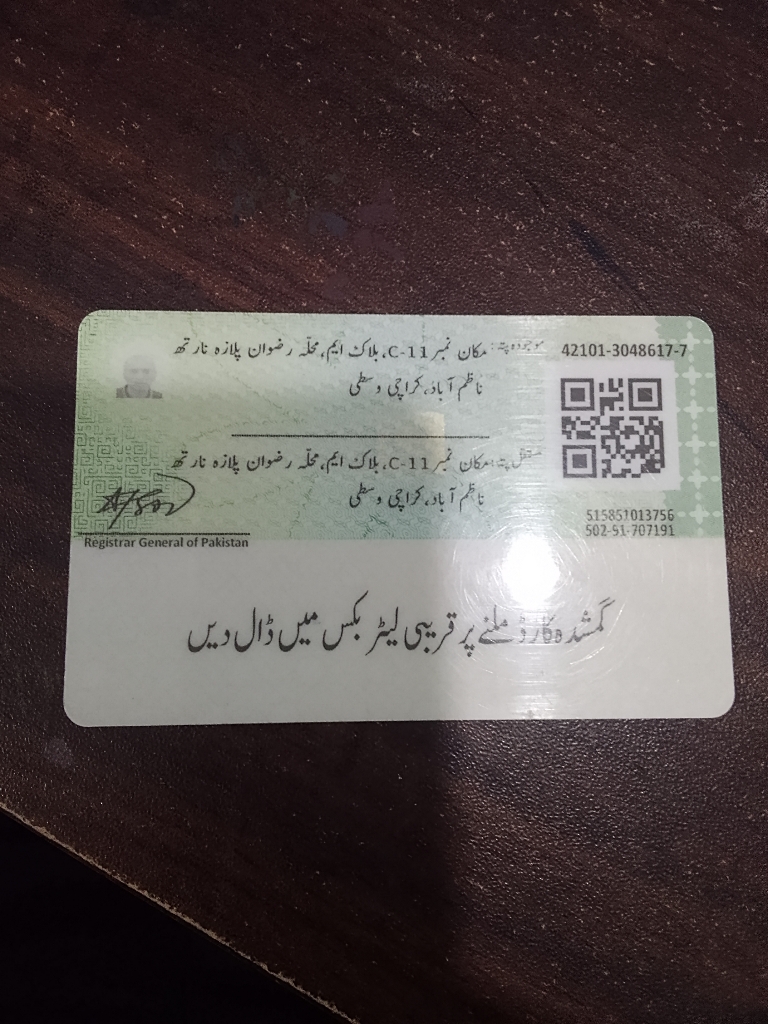 موجودہ پتہ: مکان نمبر C-11، بلاک ایم، محلّہ رضوان پلازہ نارتھ
ناظم آباد، کراچی وسطی
42101-3048617-7
مستقل پتہ: مکان نمبر C-11، بلاک ایم، محلّہ رضوان پلازہ نارتھ
ناظم آباد، کراچی وسطی
515851013756
502-51-707191
Registrar General of Pakistan
گمشدہ کارڈ ملنے پر قریبی لیٹر بکس میں ڈال دیں